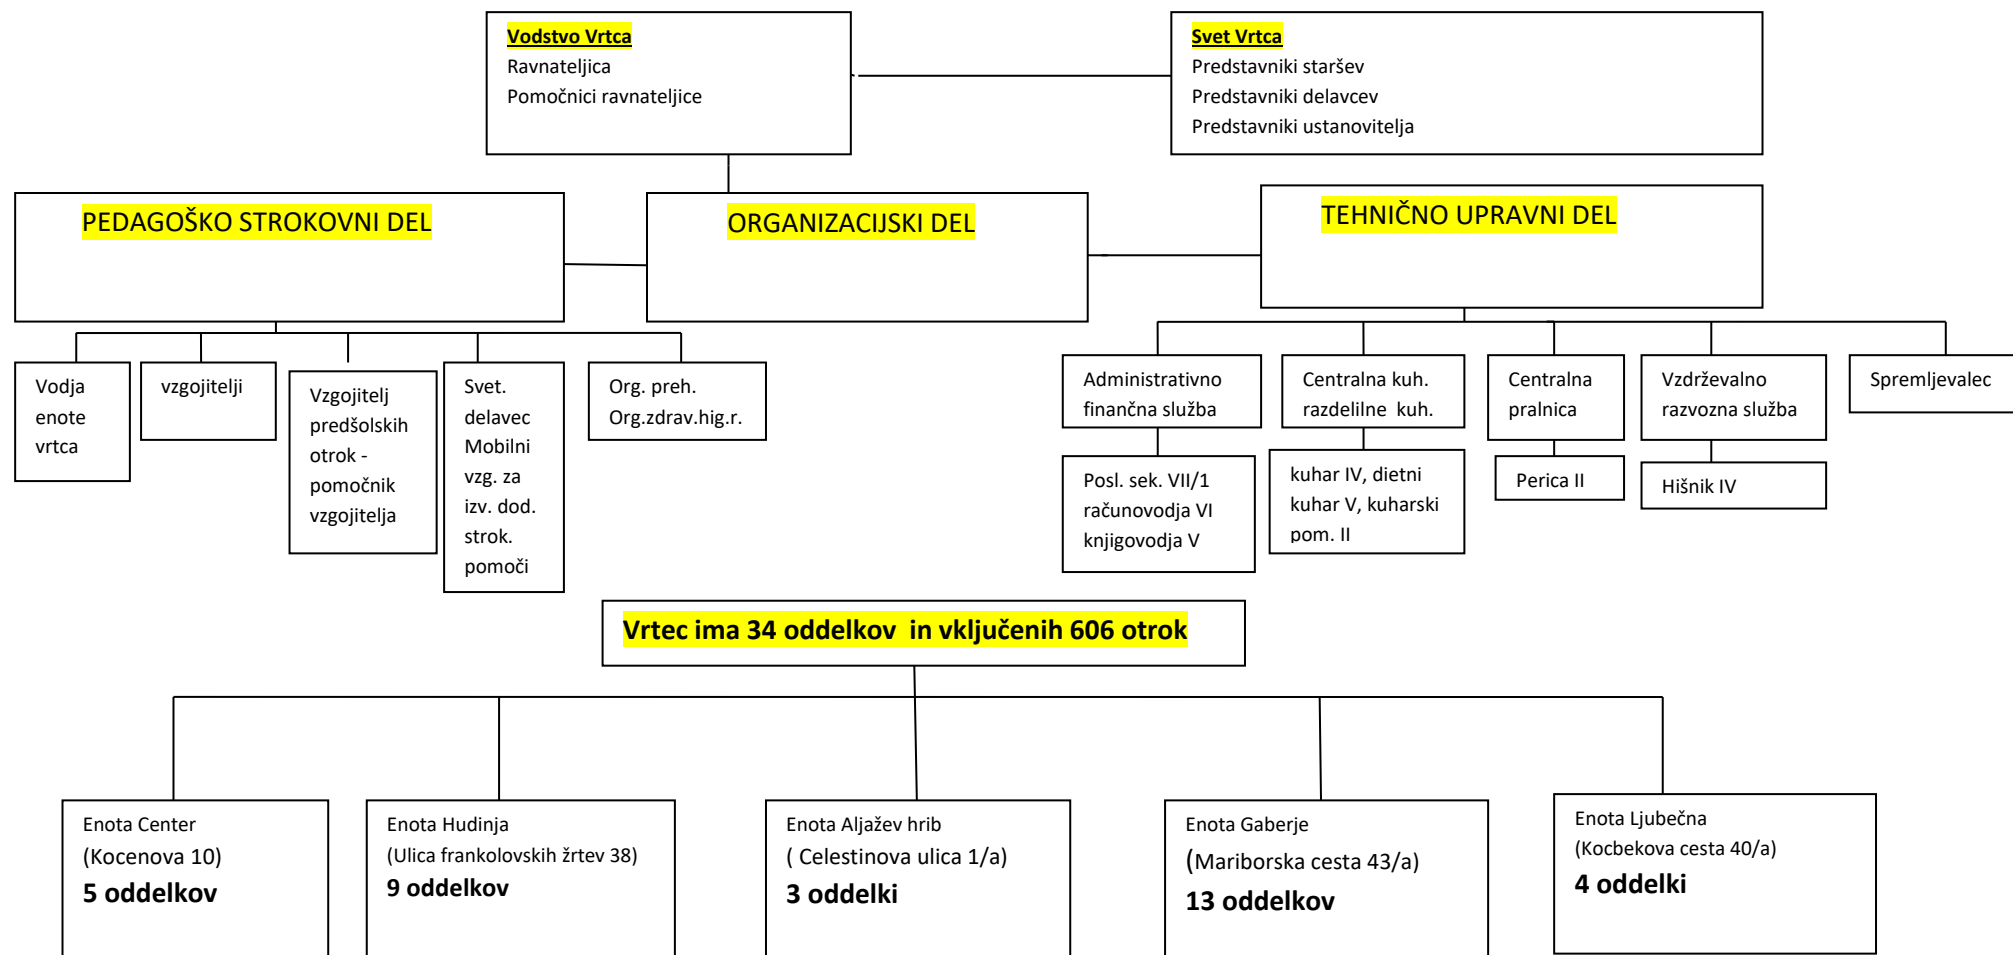 Vodstvo Vrtca
Ravnateljica
Pomočnici ravnateljice
Svet Vrtca
Predstavniki staršev
Predstavniki delavcev
Predstavniki ustanovitelja
PEDAGOŠKO STROKOVNI DEL
ORGANIZACIJSKI DEL
TEHNIČNO UPRAVNI DEL
Vodja
enote
vrtca
vzgojitelji
Vzgojitelj
predšolskih
otrok -
pomočnik
vzgojitelja
Svet.
delavec
Mobilni
vzg. za
izv. dod.
strok.
pomoči
Org. preh.
Org.zdrav.hig.r.
Administrativno
finančna služba
Centralna kuh.
razdelilne kuh.
Centralna
pralnica
Vzdrževalno
razvozna služba
Spremljevalec
Posl. sek. VII/1
računovodja VI
knjigovodja V
kuhar IV, dietni
kuhar V, kuharski
pom. II
Perica II
Hišnik IV
Vrtec ima 34 oddelkov in vključenih 606 otrok
Enota Center
(Kocenova 10)
5 oddelkov
Enota Hudinja
(Ulica frankolovskih žrtev 38)
9 oddelkov
Enota Aljažev hrib
( Celestinova ulica 1/a)
3 oddelki
Enota Gaberje
(Mariborska cesta 43/a)
13 oddelkov
Enota Ljubečna
(Kocbekova cesta 40/a)
4 oddelki